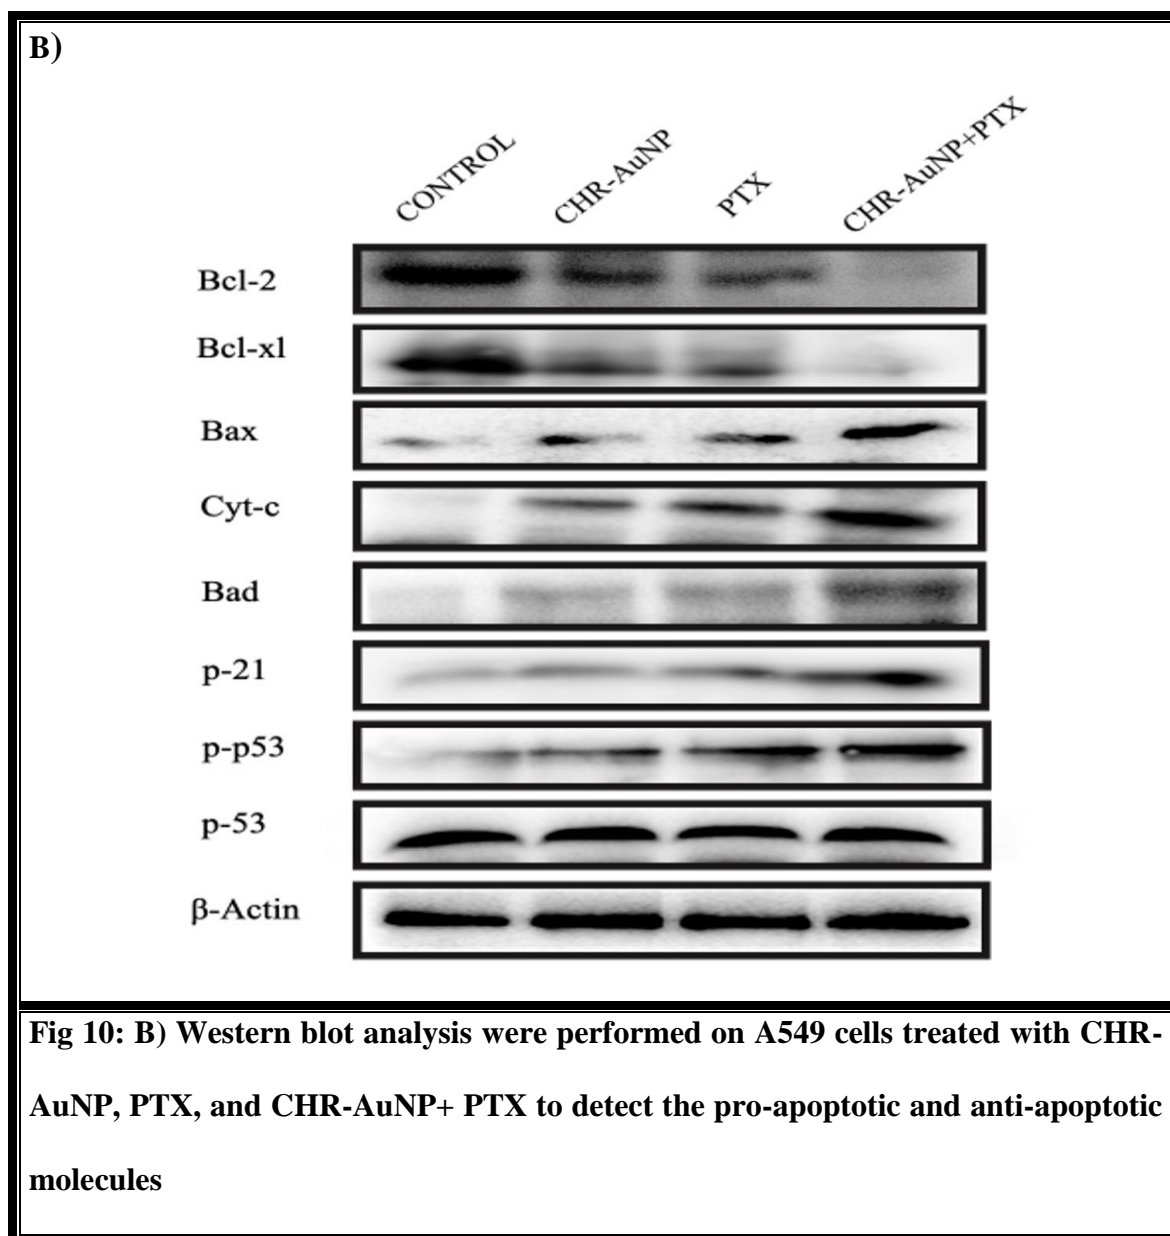 B)
CONTROL
CHR-AuNP
PTX
CHR-AuNP+PTX
Bcl-2
Bcl-xl
Bax
Cyt-c
Bad
p-21
p-p53
p-53
β-Actin
Fig 10: B) Western blot analysis were performed on A549 cells treated with CHR-
AuNP, PTX, and CHR-AuNP+ PTX to detect the pro-apoptotic and anti-apoptotic
molecules